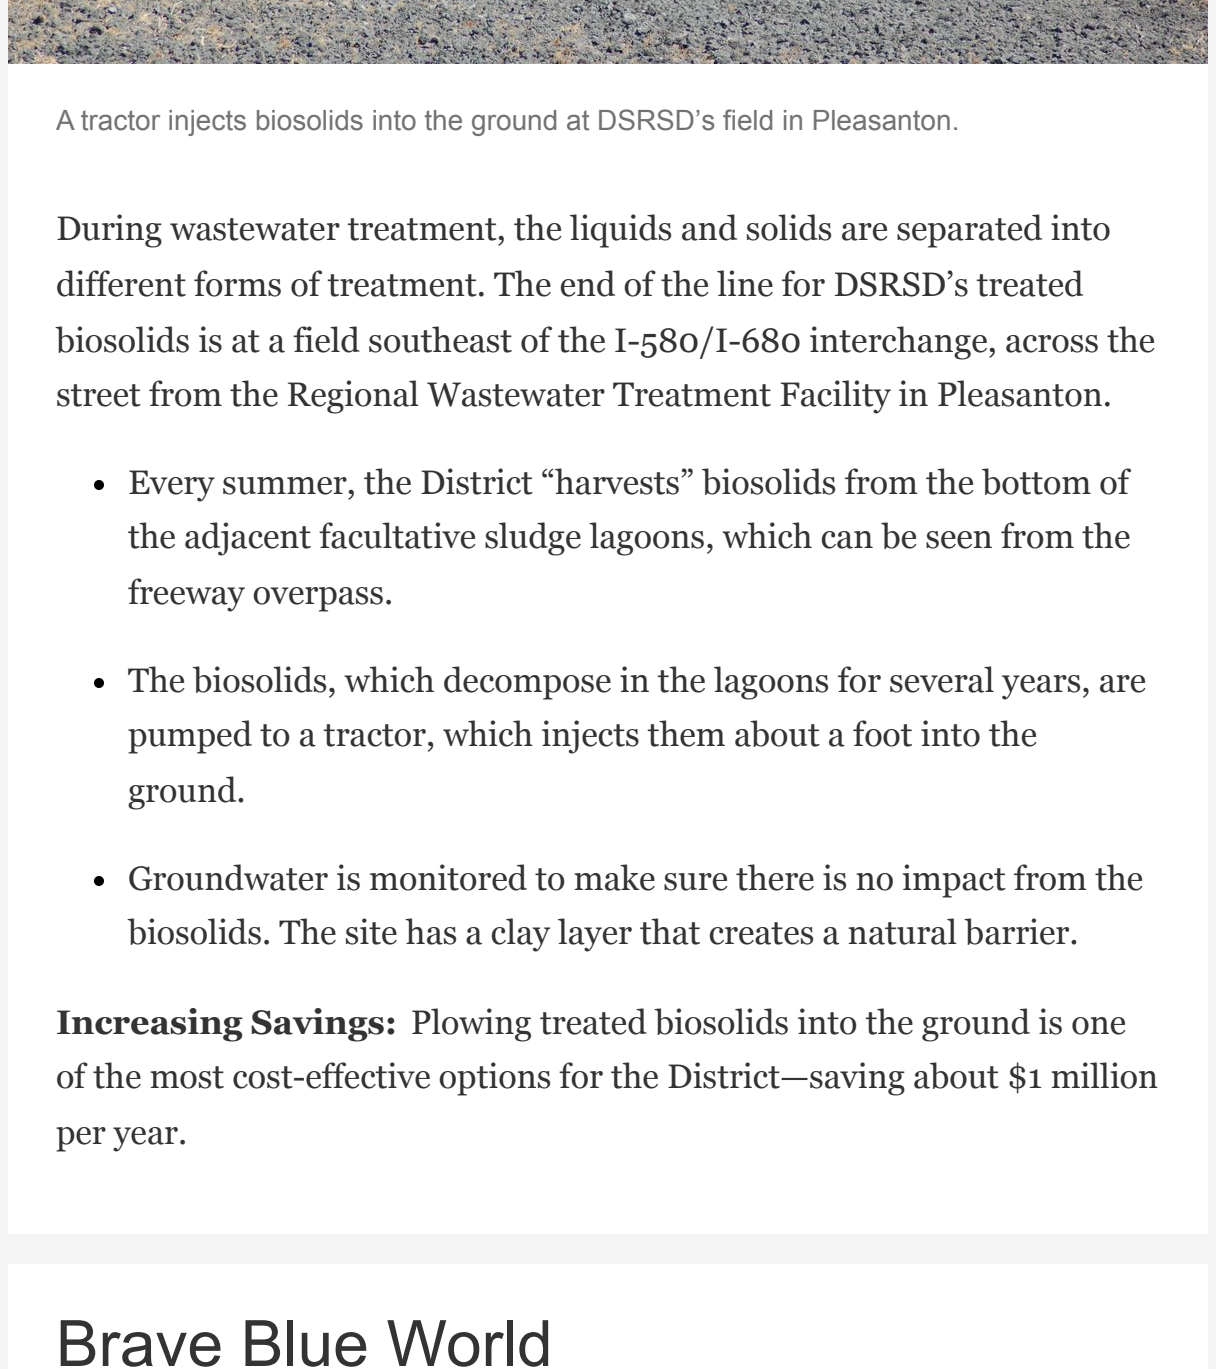 A tractor injects biosolids into the ground at DSRSD’s field in Pleasanton.
During wastewater treatment, the liquids and solids are separated into
different forms of treatment. The end of the line for DSRSD’s treated
biosolids is at a field southeast of the I-580/I-680 interchange, across the
street from the Regional Wastewater Treatment Facility in Pleasanton.
• Every summer, the District “harvests” biosolids from the bottom of
the adjacent facultative sludge lagoons, which can be seen from the
freeway overpass.
• The biosolids, which decompose in the lagoons for several years, are
pumped to a tractor, which injects them about a foot into the
ground.
• Groundwater is monitored to make sure there is no impact from the
biosolids. The site has a clay layer that creates a natural barrier.
Increasing Savings:  Plowing treated biosolids into the ground is one
of the most cost-effective options for the District—saving about $1 million
per year.
Brave Blue World